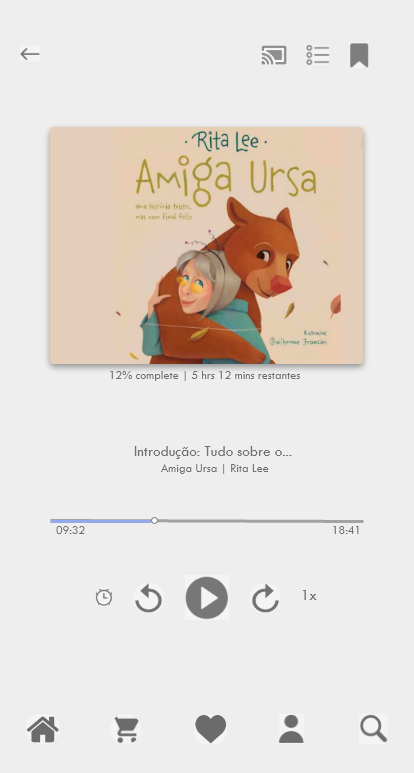 • Rita Lee •
Amiga Ursa
uma história triste,
mas com final feliz
Ilustração
Guilherme Francini
12% complete | 5 hrs 12 mins restantes
Introdução: Tudo sobre o...
Amiga Ursa | Rita Lee
09:32
18:41
1x